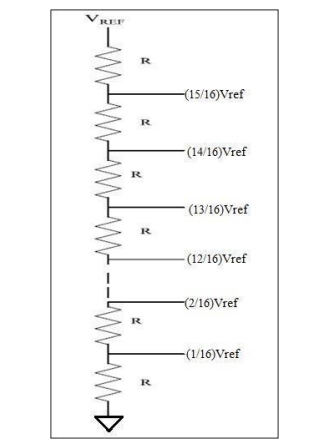 VREF
R
(15/16)Vref
R
(14/16)Vref
R
(13/16)Vref
R
(12/16)Vref
(2/16)Vref
R
(1/16)Vref
R